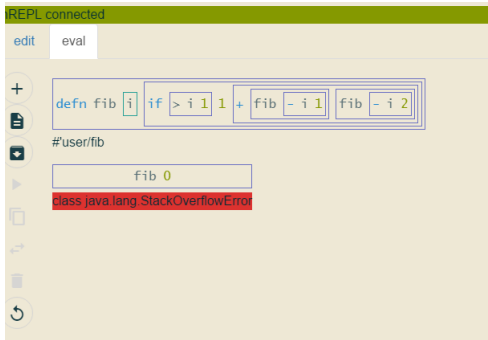 nREPL connected
edit eval
defn fib i if > i 1 1 + fib - i 1 fib - i 2
#'user/fib
fib 0
class java.lang.StackOverflowError